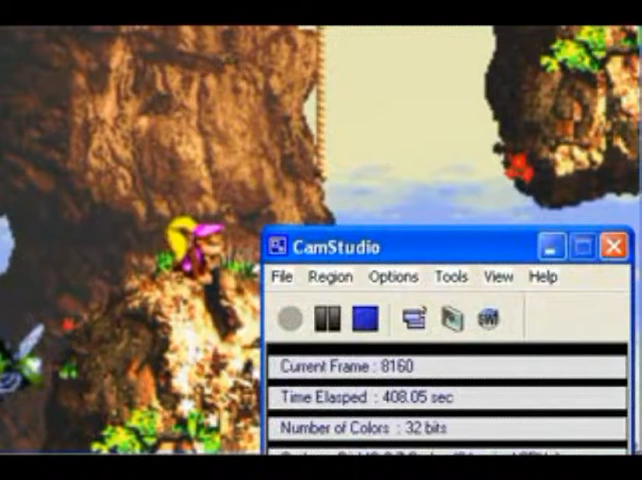 CamStudio
File Region Options Tools View Help
Current Frame : 8160
Time Elasped : 408.05 sec
Number of Colors : 32 bits